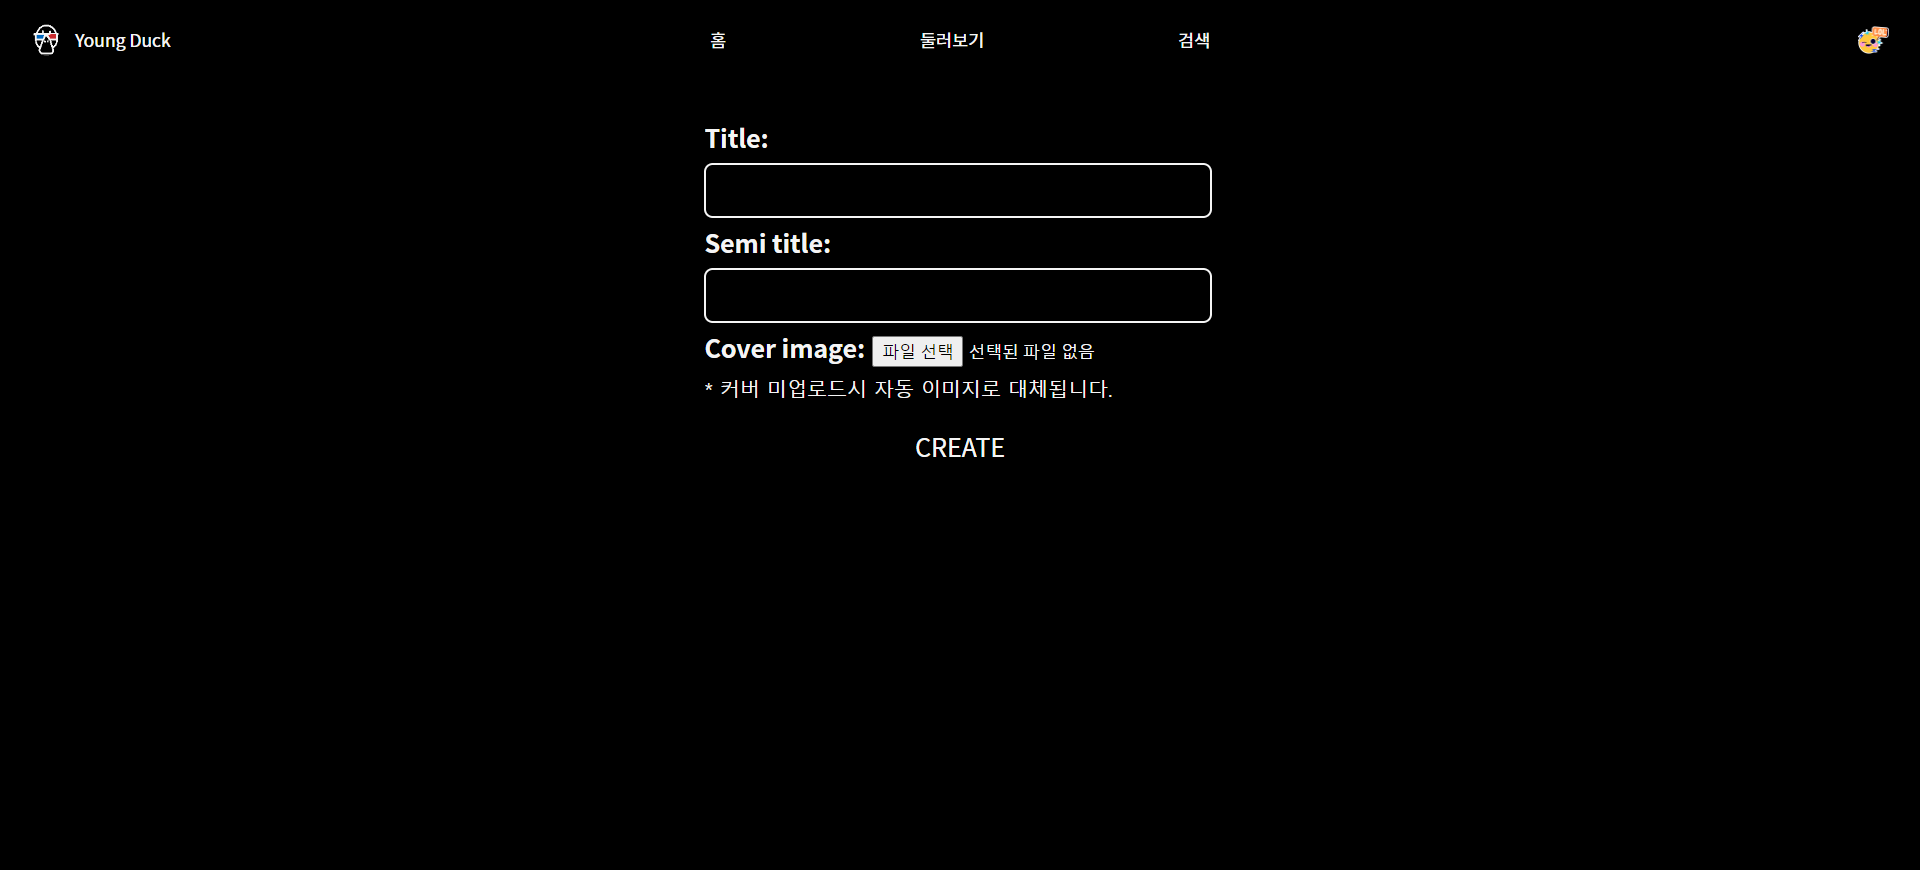 Young Duck 홈 둘러보기 검색
Title:
Semi title:
Cover image: 파일 선택 선택된 파일 없음
* 커버 미업로드시 자동 이미지로 대체됩니다.
CREATE